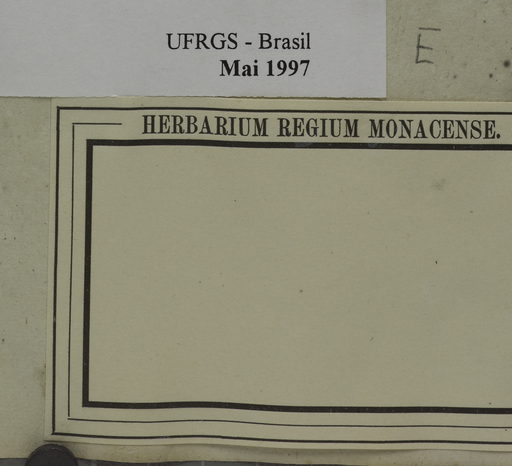 UFRGS - Brasil
Mai 1997
E
HERBARIUM REGIUM MONACENSE.